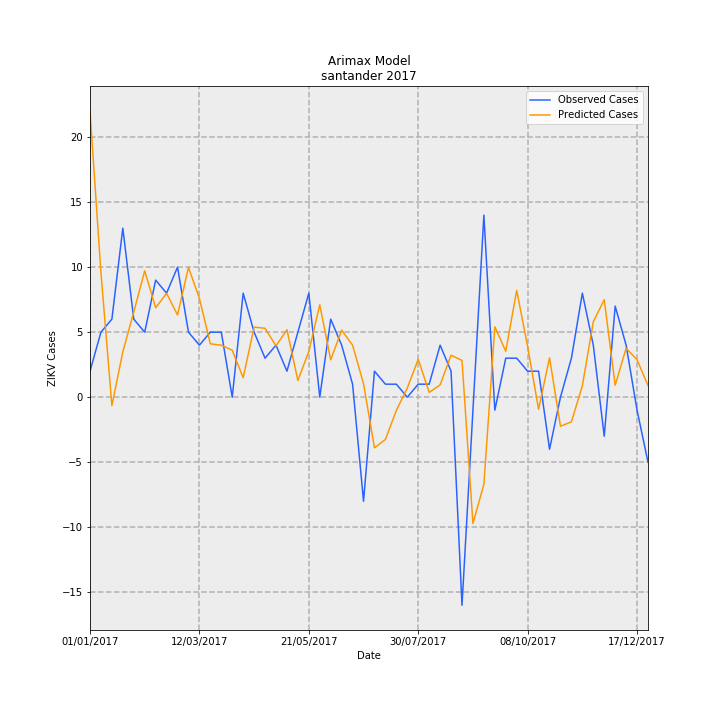 Arimax Model
santander 2017
Observed Cases
Predicted Cases
20
15
10
5
0
−5
−10
−15
ZIKV Cases
01/01/2017
12/03/2017
21/05/2017
30/07/2017
08/10/2017
17/12/2017
Date